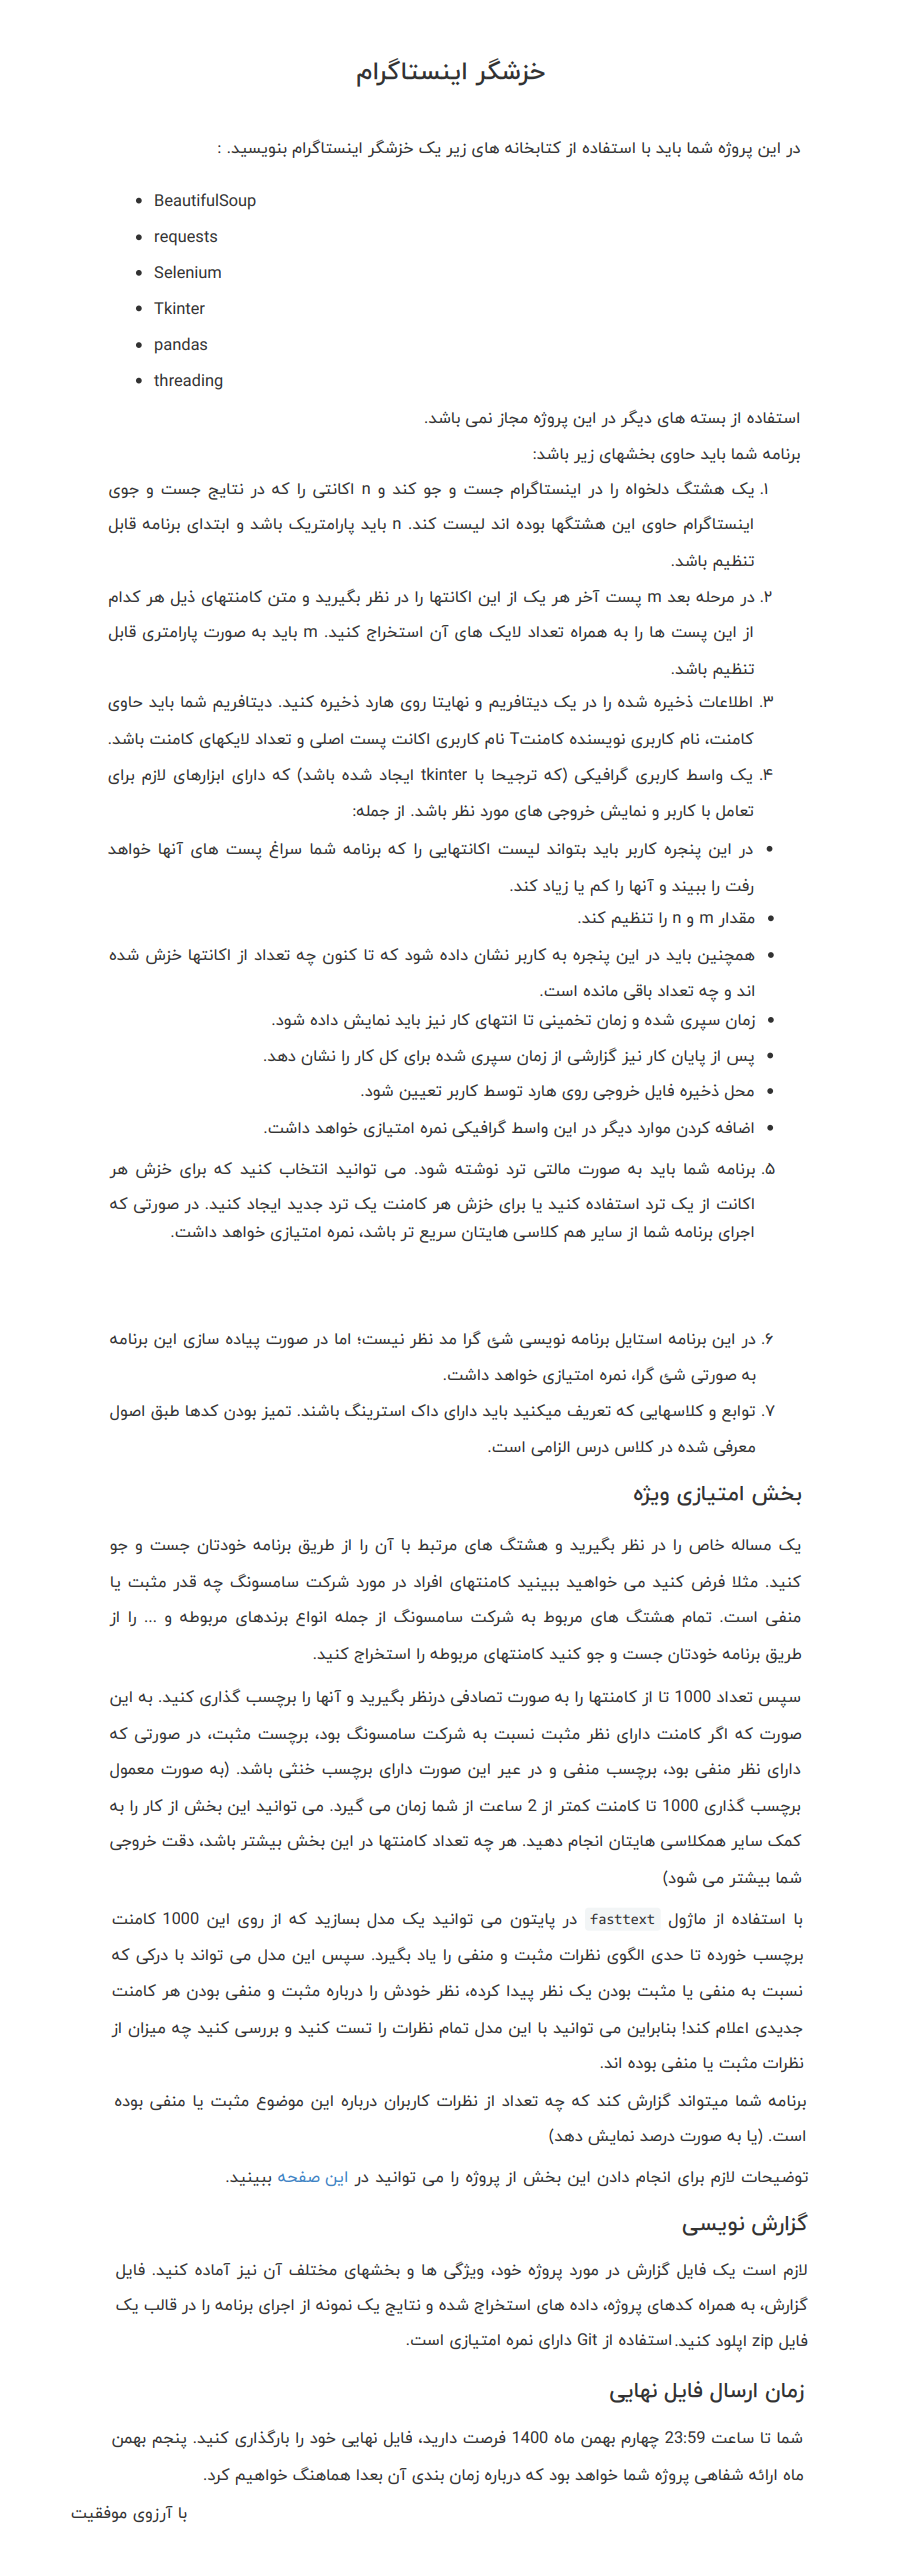 خزشگر اینستاگرام
در این پروژه شما باید با استفاده از کتابخانه های زیر یک خزشگر اینستاگرام بنویسید. :
• BeautifulSoup
• requests
• Selenium
• Tkinter
• pandas
• threading
استفاده از بسته های دیگر در این پروژه مجاز نمی باشد.
برنامه شما باید حاوی بخشهای زیر باشد:
۱. یک هشتگ دلخواه را در اینستاگرام جست و جو کند و n اکانتی را که در نتایج جست و جوی
اینستاگرام حاوی این هشتگها بوده اند لیست کند. n باید پارامتریک باشد و ابتدای برنامه قابل
تنظیم باشد.
۲. در مرحله بعد m پست آخر هر یک از این اکانتها را در نظر بگیرید و متن کامنتهای ذیل هر کدام
از این پست ها را به همراه تعداد لایک های آن استخراج کنید. m باید به صورت پارامتری قابل
تنظیم باشد.
۳. اطلاعات ذخیره شده را در یک دیتافریم و نهایتا روی هارد ذخیره کنید. دیتافریم شما باید حاوی
کامنت، نام کاربری نویسنده کامنتT نام کاربری اکانت پست اصلی و تعداد لایکهای کامنت باشد.
۴. یک واسط کاربری گرافیکی (که ترجیحا با tkinter ایجاد شده باشد) که دارای ابزارهای لازم برای
تعامل با کاربر و نمایش خروجی های مورد نظر باشد. از جمله:
• در این پنجره کاربر باید بتواند لیست اکانتهایی را که برنامه شما سراغ پست های آنها خواهد
رفت را ببیند و آنها را کم یا زیاد کند.
• مقدار m و n را تنظیم کند.
• همچنین باید در این پنجره به کاربر نشان داده شود که تا کنون چه تعداد از اکانتها خزش شده
اند و چه تعداد باقی مانده است.
• زمان سپری شده و زمان تخمینی تا انتهای کار نیز باید نمایش داده شود.
• پس از پایان کار نیز گزارشی از زمان سپری شده برای کل کار را نشان دهد.
• محل ذخیره فایل خروجی روی هارد توسط کاربر تعیین شود.
• اضافه کردن موارد دیگر در این واسط گرافیکی نمره امتیازی خواهد داشت.
۵. برنامه شما باید به صورت مالتی ترد نوشته شود. می توانید انتخاب کنید که برای خزش هر
اکانت از یک ترد استفاده کنید یا برای خزش هر کامنت یک ترد جدید ایجاد کنید. در صورتی که
اجرای برنامه شما از سایر هم کلاسی هایتان سریع تر باشد، نمره امتیازی خواهد داشت.
۶. در این برنامه استایل برنامه نویسی شئ گرا مد نظر نیست؛ اما در صورت پیاده سازی این برنامه
به صورتی شئ گرا، نمره امتیازی خواهد داشت.
۷. توابع و کلاسهایی که تعریف میکنید باید دارای داک استرینگ باشند. تمیز بودن کدها طبق اصول
معرفی شده در کلاس درس الزامی است.
بخش امتیازی ویژه
یک مساله خاص را در نظر بگیرید و هشتگ های مرتبط با آن را از طریق برنامه خودتان جست و جو
کنید. مثلا فرض کنید می خواهید ببینید کامنتهای افراد در مورد شرکت سامسونگ چه قدر مثبت یا
منفی است. تمام هشتگ های مربوط به شرکت سامسونگ از جمله انواع برندهای مربوطه و ... را از
طریق برنامه خودتان جست و جو کنید کامنتهای مربوطه را استخراج کنید.
سپس تعداد 1000 تا از کامنتها را به صورت تصادفی درنظر بگیرید و آنها را برچسب گذاری کنید. به این
صورت که اگر کامنت دارای نظر مثبت نسبت به شرکت سامسونگ بود، برچست مثبت، در صورتی که
دارای نظر منفی بود، برچسب منفی و در عیر این صورت دارای برچسب خنثی باشد. (به صورت معمول
برچسب گذاری 1000 تا کامنت کمتر از 2 ساعت از شما زمان می گیرد. می توانید این بخش از کار را به
کمک سایر همکلاسی هایتان انجام دهید. هر چه تعداد کامنتها در این بخش بیشتر باشد، دقت خروجی
شما بیشتر می شود)
با استفاده از ماژول fasttext در پایتون می توانید یک مدل بسازید که از روی این 1000 کامنت
برچسب خورده تا حدی الگوی نظرات مثبت و منفی را یاد بگیرد. سپس این مدل می تواند با درکی که
نسبت به منفی یا مثبت بودن یک نظر پیدا کرده، نظر خودش را درباره مثبت و منفی بودن هر کامنت
جدیدی اعلام کند! بنابراین می توانید با این مدل تمام نظرات را تست کنید و بررسی کنید چه میزان از
نظرات مثبت یا منفی بوده اند.
برنامه شما میتواند گزارش کند که چه تعداد از نظرات کاربران درباره این موضوع مثبت یا منفی بوده
است. (یا به صورت درصد نمایش دهد)
توضیحات لازم برای انجام دادن این بخش از پروژه را می توانید در این صفحه ببینید.
گزارش نویسی
لازم است یک فایل گزارش در مورد پروژه خود، ویژگی ها و بخشهای مختلف آن نیز آماده کنید. فایل
گزارش، به همراه کدهای پروژه، داده های استخراج شده و نتایج یک نمونه از اجرای برنامه را در قالب یک
فایل zip اپلود کنید. استفاده از Git دارای نمره امتیازی است.
زمان ارسال فایل نهایی
شما تا ساعت 23:59 چهارم بهمن ماه 1400 فرصت دارید، فایل نهایی خود را بارگذاری کنید. پنجم بهمن
ماه ارائه شفاهی پروژه شما خواهد بود که درباره زمان بندی آن بعدا هماهنگ خواهیم کرد.
با آرزوی موفقیت